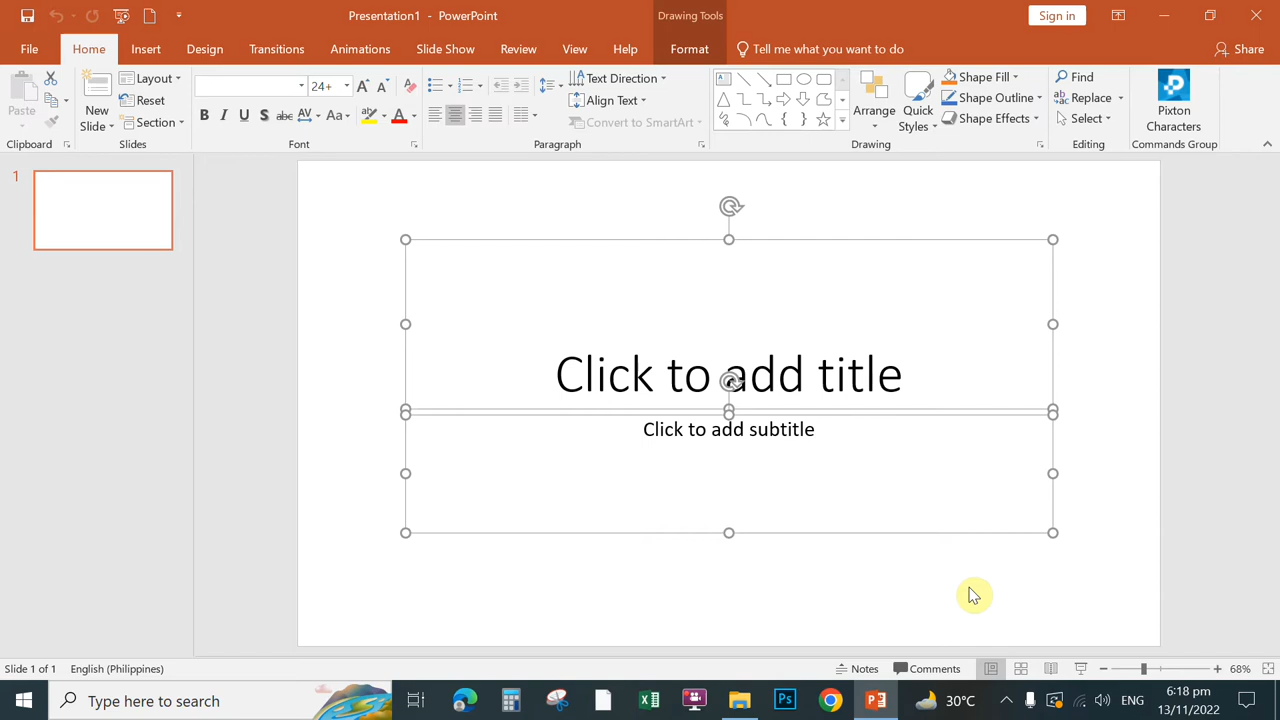 Presentation1 - PowerPoint
Drawing Tools
Sign in
File
Home
Insert
Design
Transitions
Animations
Slide Show
Review
View
Help
Format
Tell me what you want to do
Share
Paste
New
Slide
Layout
Reset
Section
24+
B I U S abc AV Aa A
Text Direction
Align Text
Convert to SmartArt
Arrange
Quick
Styles
Shape Fill
Shape Outline
Shape Effects
Find
Replace
Select
Pixton
Characters
Clipboard
Slides
Font
Paragraph
Drawing
Editing
Commands Group
1
Click to add title
Click to add subtitle
Slide 1 of 1
English (Philippines)
Notes
Comments
68%
Type here to search
30°C
ENG
6:18 pm
13/11/2022